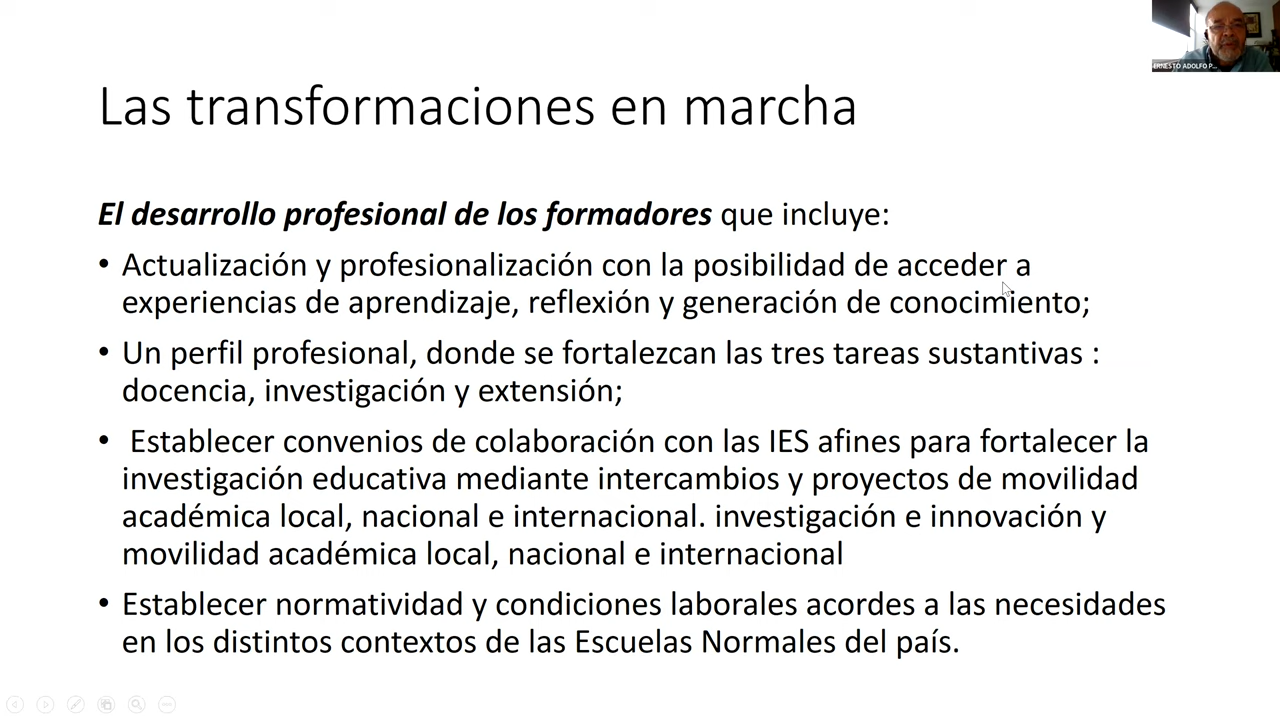 ERNESTO ADOLFO P...
Las transformaciones en marcha
El desarrollo profesional de los formadores que incluye:
• Actualización y profesionalización con la posibilidad de acceder a
experiencias de aprendizaje, reflexión y generación de conocimiento;
• Un perfil profesional, donde se fortalezcan las tres tareas sustantivas :
docencia, investigación y extensión;
• Establecer convenios de colaboración con las IES afines para fortalecer la
investigación educativa mediante intercambios y proyectos de movilidad
académica local, nacional e internacional. investigación e innovación y
movilidad académica local, nacional e internacional
• Establecer normatividad y condiciones laborales acordes a las necesidades
en los distintos contextos de las Escuelas Normales del país.